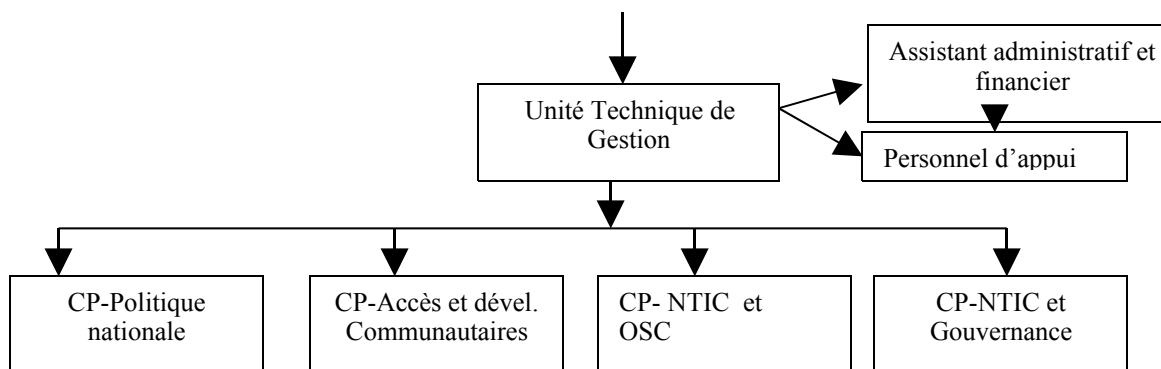 Assistant administratif et
financier
Unité Technique de
Gestion
Personnel d’appui
CP-Politique
nationale
CP-Accès et dével.
Communautaires
CP- NTIC et
OSC
CP-NTIC et
Gouvernance